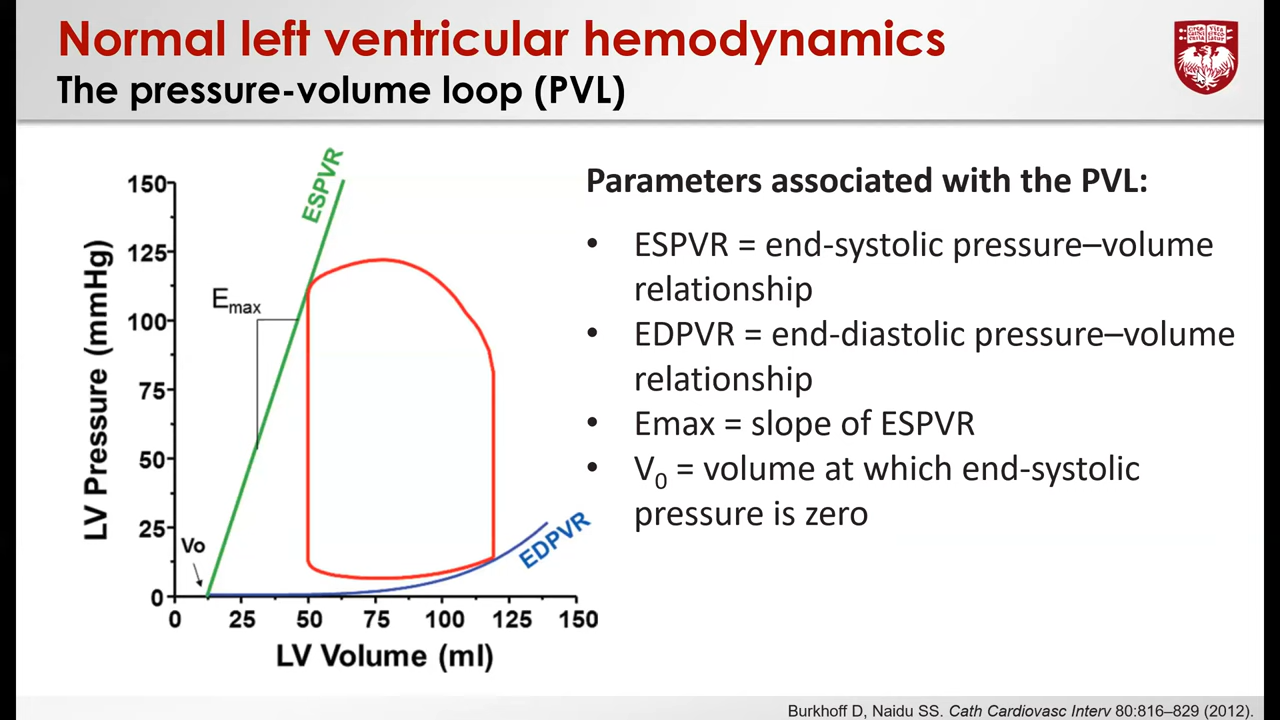 Normal left ventricular hemodynamics
The pressure-volume loop (PVL)
LV Pressure (mmHg)
150
125
100
75
50
25
0
ESPVR
Emax
Vo
EDPVR
0 25 50 75 100 125 150
LV Volume (ml)
Parameters associated with the PVL:
• ESPVR = end-systolic pressure–volume
relationship
• EDPVR = end-diastolic pressure–volume
relationship
• Emax = slope of ESPVR
• V0 = volume at which end-systolic
pressure is zero
Burkhoff D, Naidu SS. Cath Cardiovasc Interv 80:816–829 (2012).